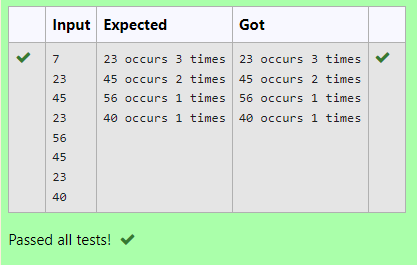 Input Expected Got
7 23 occurs 3 times 23 occurs 3 times
23 45 occurs 2 times 45 occurs 2 times
45 56 occurs 1 times 56 occurs 1 times
23 40 occurs 1 times 40 occurs 1 times
56
45
23
40
Passed all tests!